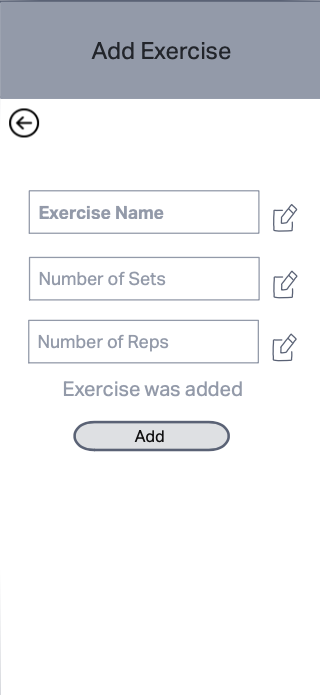 Add Exercise
Exercise Name
Number of Sets
Number of Reps
Exercise was added
Add